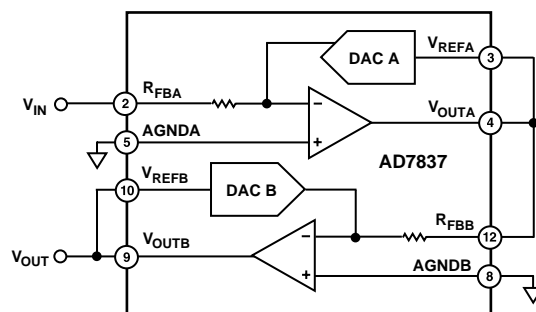 DAC A
V_REFA
3
V_IN
2
R_FBA
V_OUTA
4
5
AGNDA
AD7837
V_REFB
10
DAC B
R_FBB
12
V_OUT
9
V_OUTB
AGNDB
8